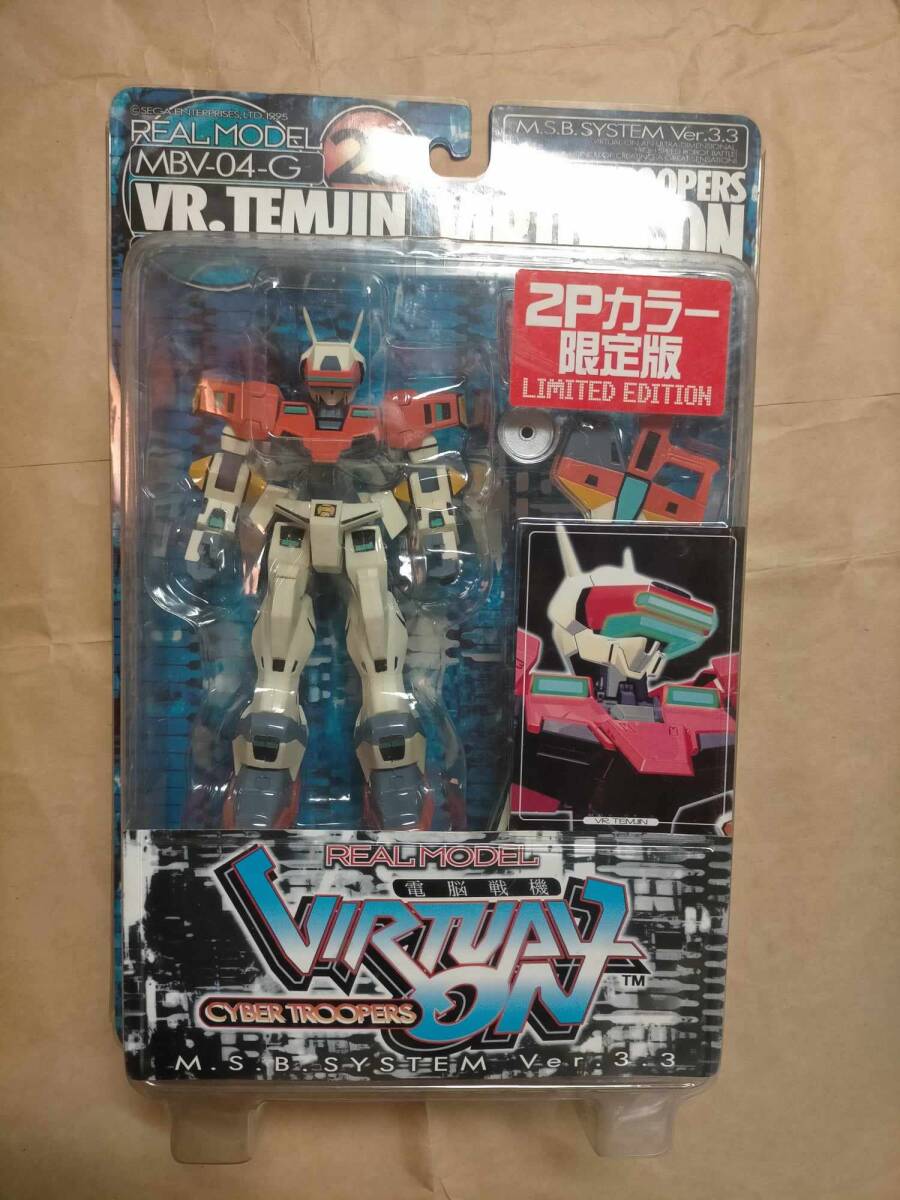 ©SEGA ENTERPRISES, LTD. 1995
REAL MODEL
MBV-04-G
2
VR.TEMJIN
M.S.B.SYSTEM Ver.3.3
TROOPERS
2Pカラー
限定版
LIMITED EDITION
VR. TEMJIN
REAL MODEL
電脳戦機
VIRTUAL
ON
TM
CYBER TROOPERS
M.S.B.SYSTEM Ver.3.3